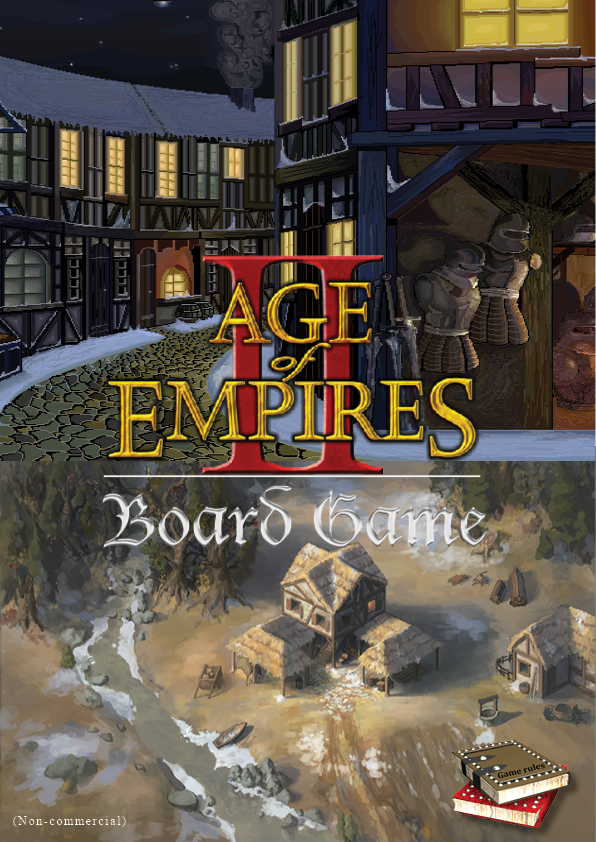 II
AGE
of
EMPIRES
Board Game
Game rules
(Non-commercial)